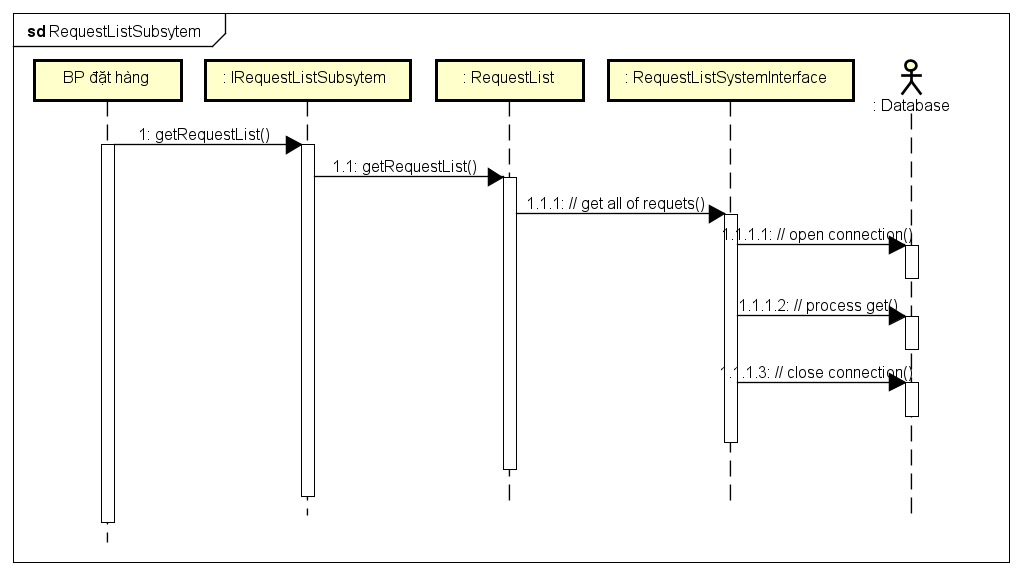 sd RequestListSubsytem
BP đặt hàng
: IRequestListSubsytem
: RequestList
: RequestListSystemInterface
: Database
1: getRequestList()
1.1: getRequestList()
1.1.1: // get all of requets()
1.1.1.1: // open connection()
1.1.1.2: // process get()
1.1.1.3: // close connection()